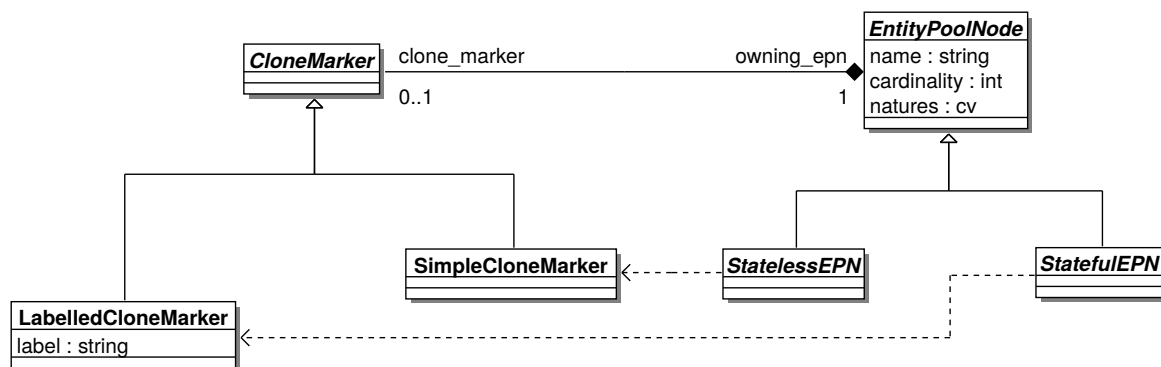 EntityPoolNode
name : string
cardinality : int
natures : cv
CloneMarker
clone_marker
owning_epn
0..1
1
SimpleCloneMarker
StatelessEPN
StatefulEPN
LabelledCloneMarker
label : string